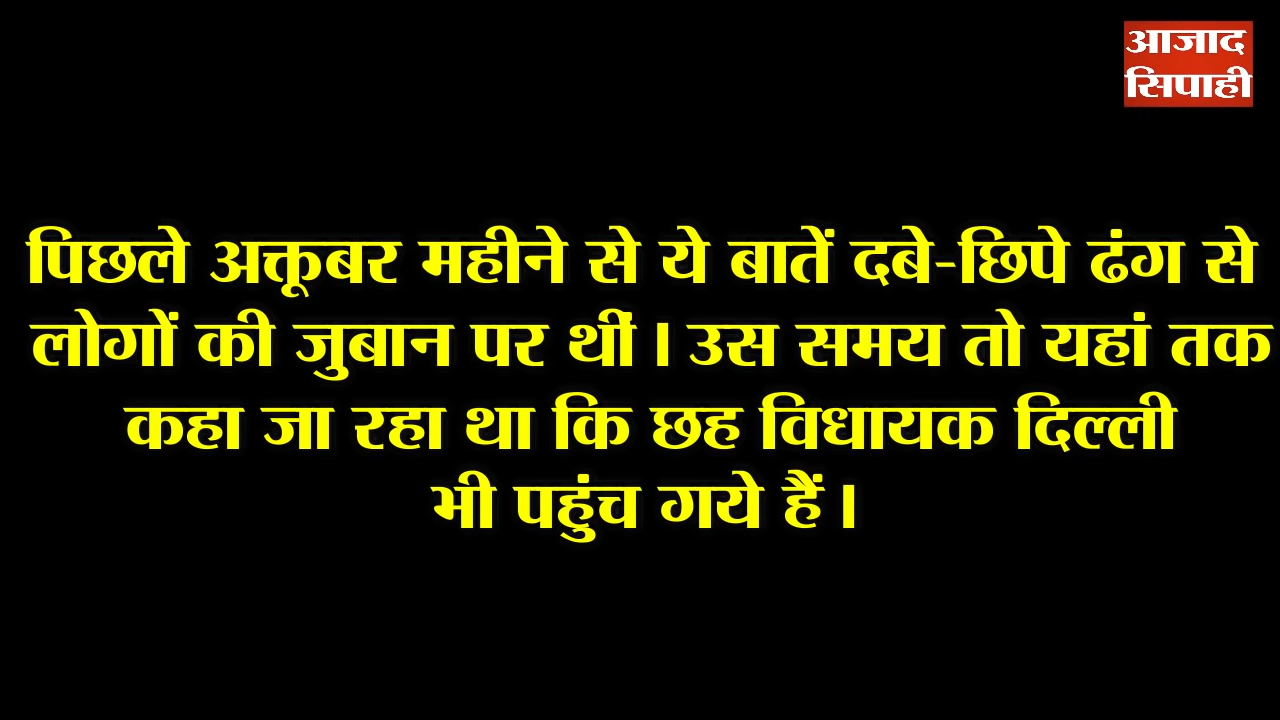 आजाद
सिपाही
पिछले अक्तूबर महीने से ये बातें दबे-छिपे ढंग से
लोगों की जुबान पर थीं। उस समय तो यहां तक
कहा जा रहा था कि छह विधायक दिल्ली
भी पहुंच गये हैं।